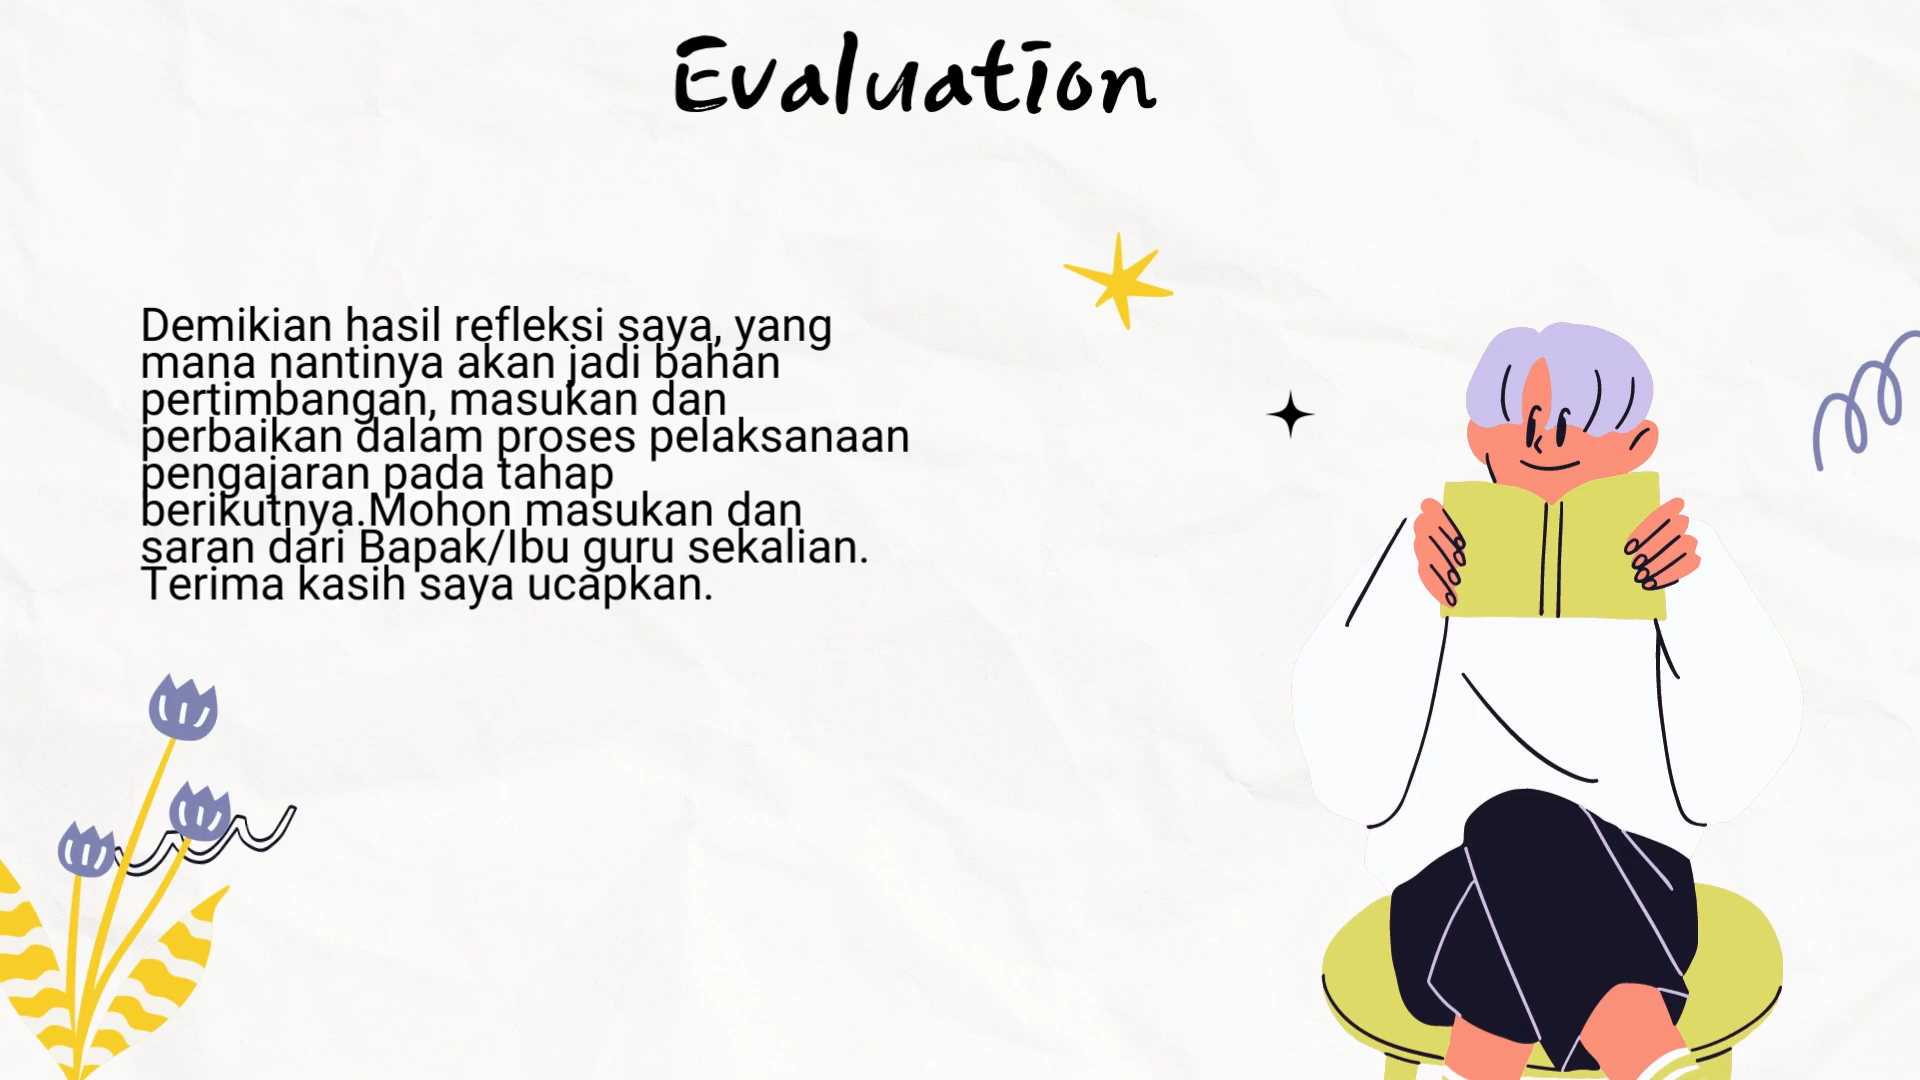 Evaluation
Demikian hasil refleksi saya, yang
mana nantinya akan jadi bahan
pertimbangan, masukan dan
perbaikan dalam proses pelaksanaan
pengajaran pada tahap
berikutnya.Mohon masukan dan
saran dari Bapak/Ibu guru sekalian.
Terima kasih saya ucapkan.